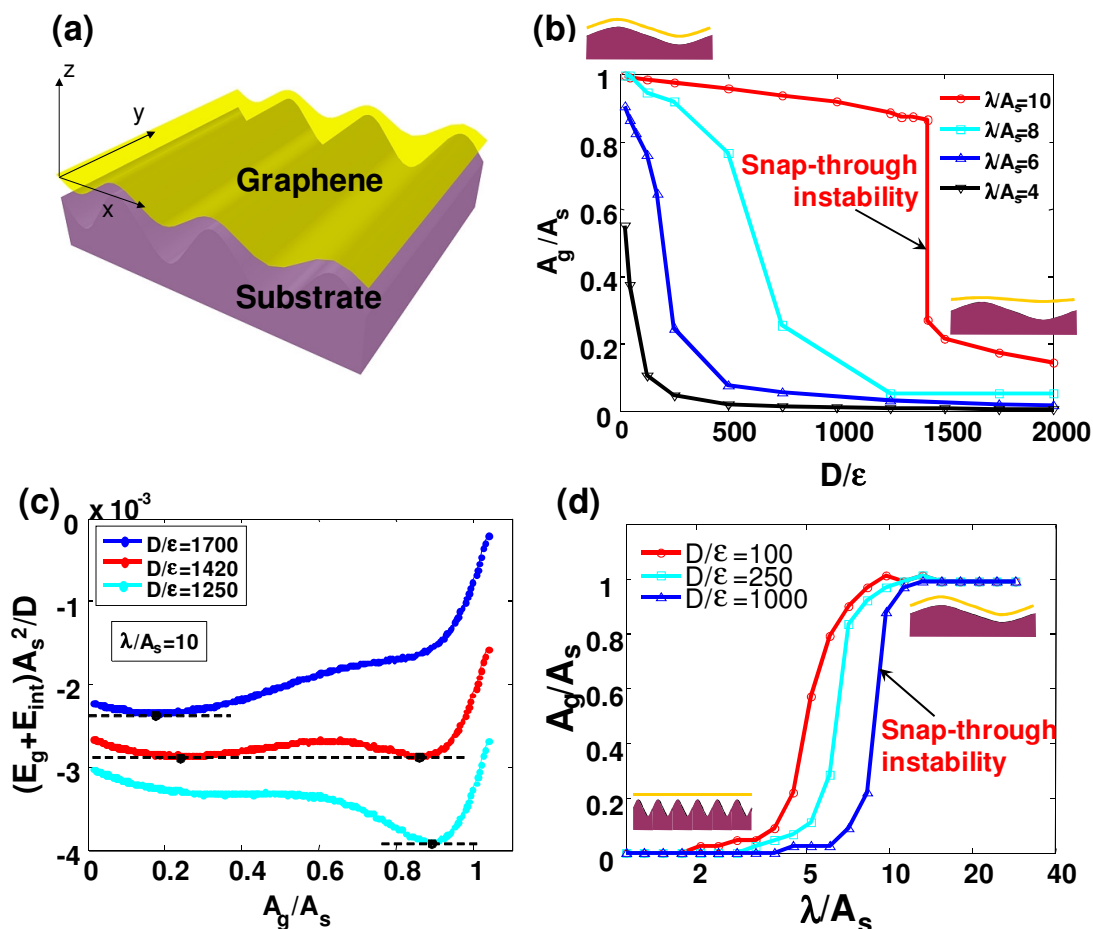 (a)
z
y
x
Graphene
Substrate
(b)
1
0.8
0.6
0.4
0.2
0
A_g/A_s
λ/A_s=10
λ/A_s=8
λ/A_s=6
λ/A_s=4
Snap-through
instability
0
500
1000
1500
2000
D/ε
(c)
x 10^-3
0
-1
-2
-3
-4
(E_g+E_int)A_s^2/D
D/ε=1700
D/ε=1420
D/ε=1250
λ/A_s=10
0
0.2
0.4
0.6
0.8
1
A_g/A_s
(d)
1
0.8
0.6
0.4
0.2
0
A_g/A_s
D/ε=100
D/ε=250
D/ε=1000
Snap-through
instability
2
5
10
20
40
λ/A_s